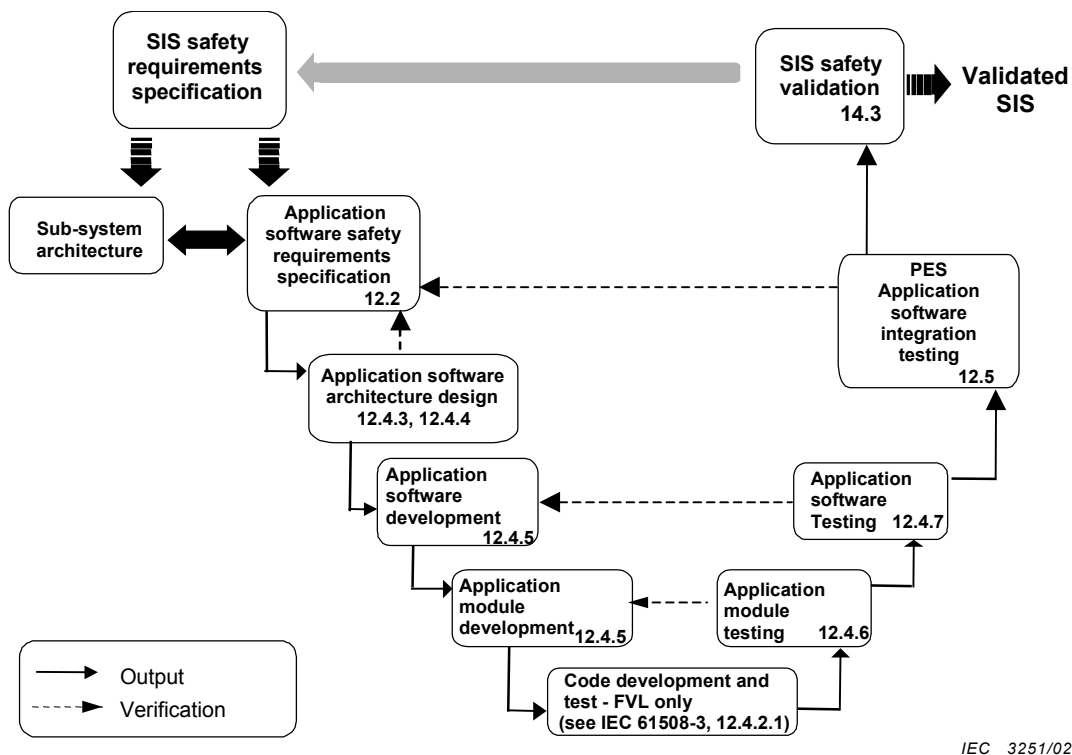 SIS safety
requirements
specification
SIS safety
validation
14.3
Validated
SIS
Sub-system
architecture
Application
software safety
requirements
specification
12.2
PES
Application
software
integration
testing
12.5
Application software
architecture design
12.4.3, 12.4.4
Application
software
development
12.4.5
Application
software
Testing 12.4.7
Application
module
development
12.4.5
Application
module
testing 12.4.6
Code development and
test - FVL only
(see IEC 61508-3, 12.4.2.1)
Output
Verification
IEC 3251/02